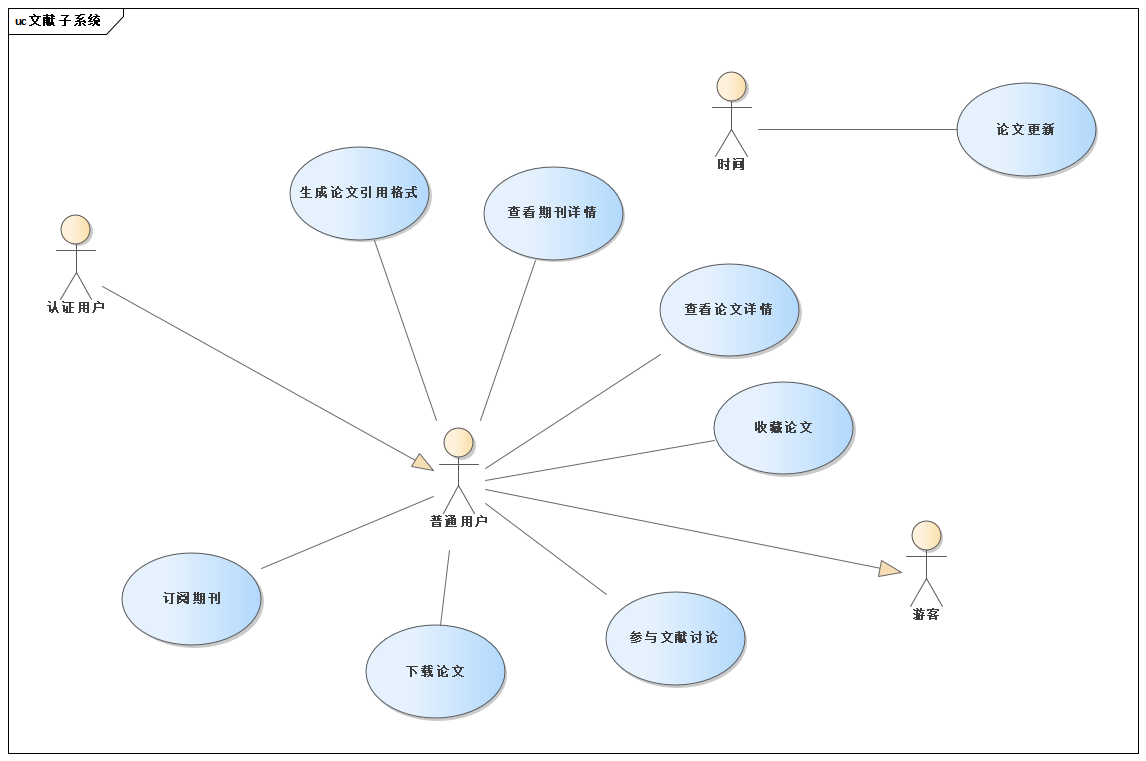 uc 文献子系统
时间
论文更新
生成论文引用格式
查看期刊详情
认证用户
查看论文详情
收藏论文
普通用户
游客
订阅期刊
参与文献讨论
下载论文